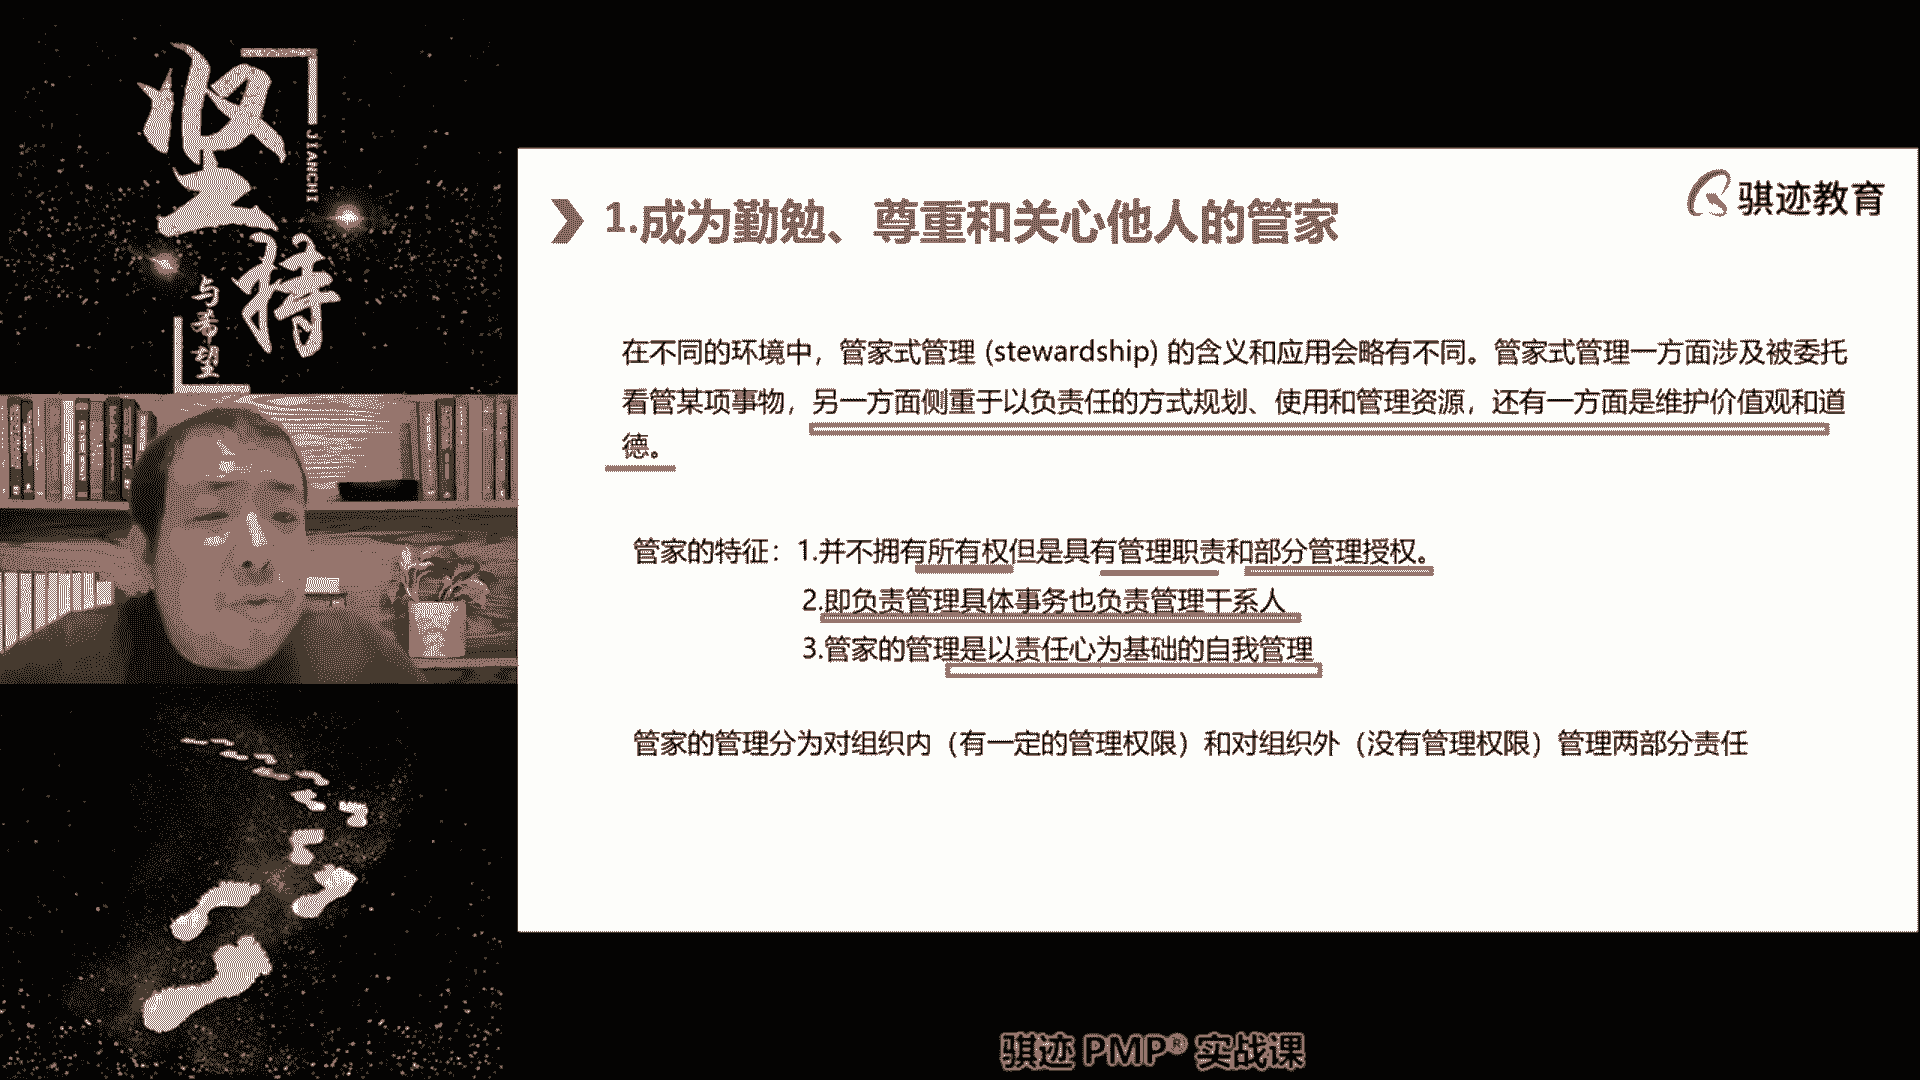 坚持
JIANCHI
与希望
骐迹教育
1.成为勤勉、尊重和关心他人的管家
在不同的环境中，管家式管理 (stewardship) 的含义和应用会略有不同。管家式管理一方面涉及被委托
看管某项事物，另一方面侧重于以负责任的方式规划、使用和管理资源，还有一方面是维护价值观和道
德。
管家的特征：1.并不拥有所有权但是具有管理职责和部分管理授权。
2.即负责管理具体事务也负责管理干系人
3.管家的管理是以责任心为基础的自我管理
管家的管理分为对组织内（有一定的管理权限）和对组织外（没有管理权限）管理两部分责任
骐迹 PMP® 实战课